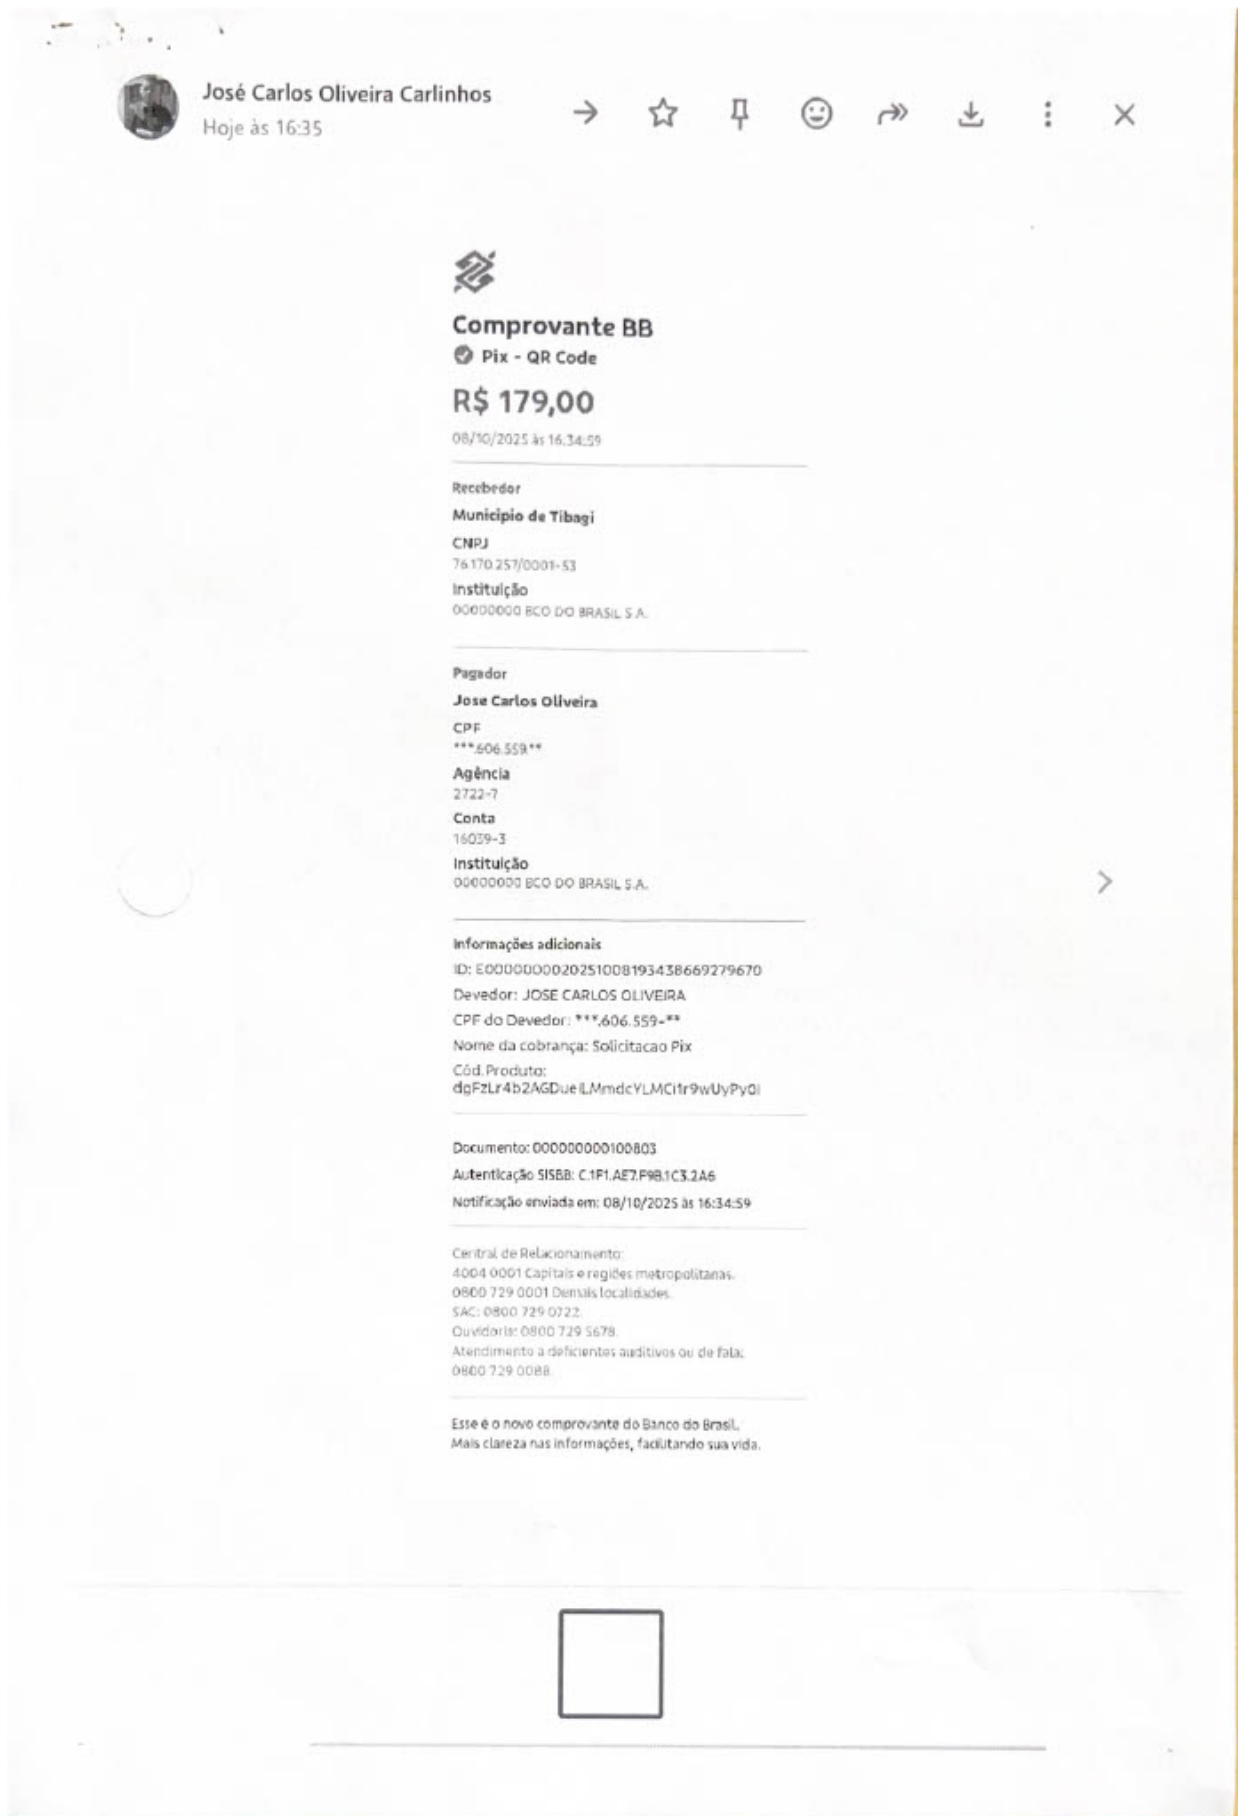 José Carlos Oliveira Carlinhos
Hoje às 16:35
Comprovante BB
Pix - QR Code
R$ 179,00
08/10/2025 às 16:34:59
Recebedor
Municipio de Tibagi
CNPJ
76.170.257/0001-53
Instituição
00000000 BCO DO BRASIL S.A.
Pagador
Jose Carlos Oliveira
CPF
***.606.559.**
Agência
2722-7
Conta
16039-3
Instituição
00000000 BCO DO BRASIL S.A.
Informações adicionais
ID: E0000000020251008193438669279670
Devedor: JOSE CARLOS OLIVEIRA
CPF do Devedor: ***.606.559-**
Nome da cobrança: Solicitacao Pix
Cód.Produto:
Documento: 000000000100803
Autenticação SISBB: C.1F1.AE7.F9B.1C3.2A6
Notificação enviada em: 08/10/2025 às 16:34:59
Central de Relacionamento:
4004 0001 Capitais e regiões metropolitanas.
0800 729 0001 Demais localidades.
SAC: 0800 729 0722.
Ouvidoria: 0800 729 5678.
Atendimento a deficientes auditivos ou de fala:
0800 729 0088.
Esse é o novo comprovante do Banco do Brasil.
Mais clareza nas informações, facilitando sua vida.